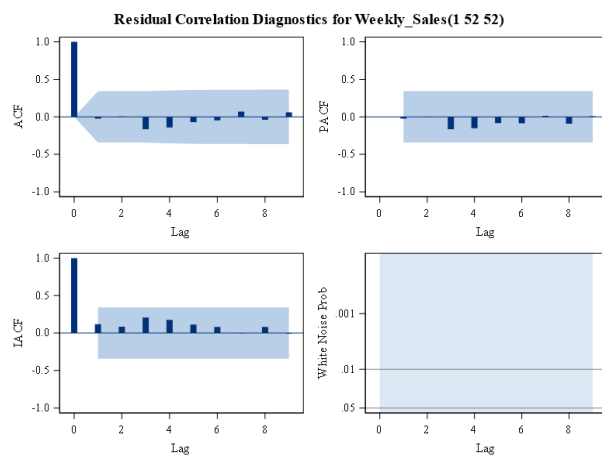 Residual Correlation Diagnostics for Weekly_Sales(1 52 52)
1.0
0.5
0.0
-0.5
-1.0
ACF
0 2 4 6 8
Lag
1.0
0.5
0.0
-0.5
-1.0
PACF
0 2 4 6 8
Lag
1.0
0.5
0.0
-0.5
-1.0
IACF
0 2 4 6 8
Lag
.001
.01
.05
White Noise Prob
0 2 4 6 8
Lag